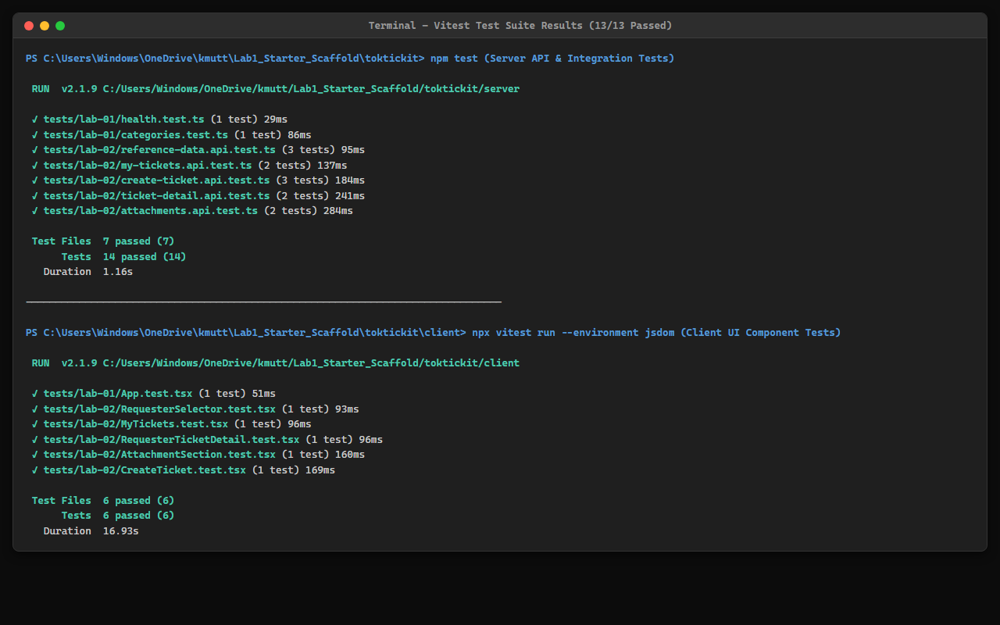 Terminal - Vitest Test Suite Results (13/13 Passed)
PS C:\Users\Windows\OneDrive\kmutt\Lab1_Starter_Scaffold\toktickit> npm test (Server API & Integration Tests)
RUN  v2.1.9 C:/Users/Windows/OneDrive/kmutt/Lab1_Starter_Scaffold/toktickit/server
✓ tests/lab-01/health.test.ts (1 test) 29ms
✓ tests/lab-01/categories.test.ts (1 test) 86ms
✓ tests/lab-02/reference-data.api.test.ts (3 tests) 95ms
✓ tests/lab-02/my-tickets.api.test.ts (2 tests) 137ms
✓ tests/lab-02/create-ticket.api.test.ts (3 tests) 184ms
✓ tests/lab-02/ticket-detail.api.test.ts (2 tests) 241ms
✓ tests/lab-02/attachments.api.test.ts (2 tests) 284ms
Test Files  7 passed (7)
Tests  14 passed (14)
Duration  1.16s
PS C:\Users\Windows\OneDrive\kmutt\Lab1_Starter_Scaffold\toktickit\client> npx vitest run --environment jsdom (Client UI Component Tests)
RUN  v2.1.9 C:/Users/Windows/OneDrive/kmutt/Lab1_Starter_Scaffold/toktickit/client
✓ tests/lab-01/App.test.tsx (1 test) 51ms
✓ tests/lab-02/RequesterSelector.test.tsx (1 test) 93ms
✓ tests/lab-02/MyTickets.test.tsx (1 test) 96ms
✓ tests/lab-02/RequesterTicketDetail.test.tsx (1 test) 96ms
✓ tests/lab-02/AttachmentSection.test.tsx (1 test) 160ms
✓ tests/lab-02/CreateTicket.test.tsx (1 test) 169ms
Test Files  6 passed (6)
Tests  6 passed (6)
Duration  16.93s